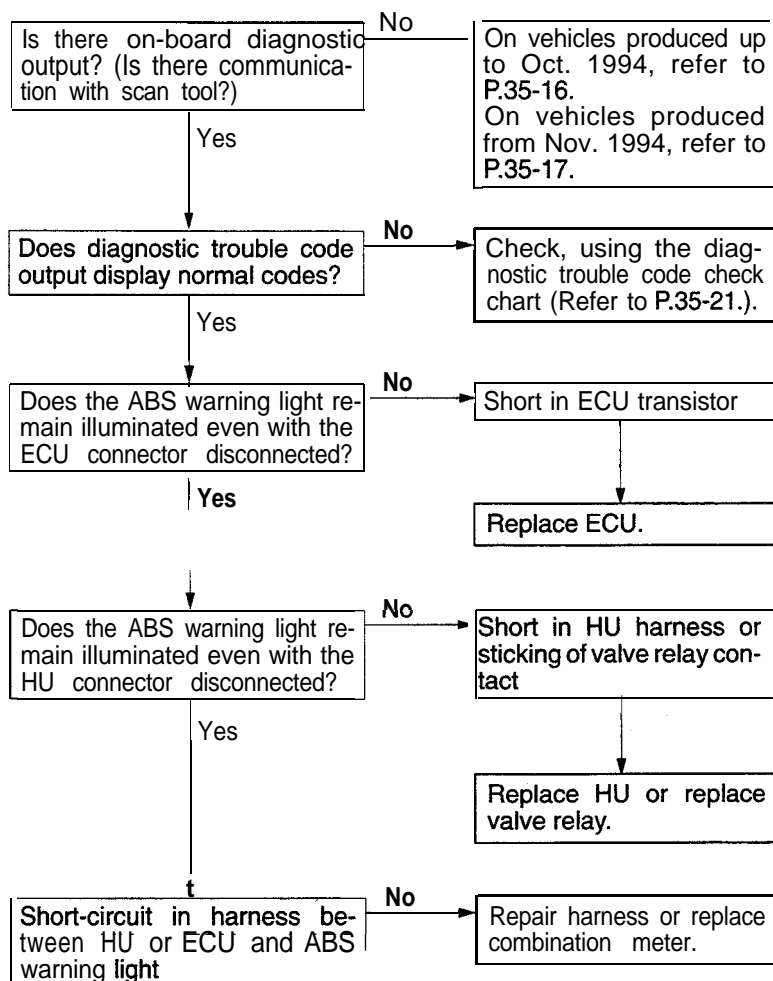 Is there on-board diagnostic
output? (Is there communica-
tion with scan tool?)
No
On vehicles produced up
to Oct. 1994, refer to
P.35-16.
On vehicles produced
from Nov. 1994, refer to
P.35-17.
Yes
Does diagnostic trouble code
output display normal codes?
No
Check, using the diag-
nostic trouble code check
chart (Refer to P.35-21.).
Yes
Does the ABS warning light re-
main illuminated even with the
ECU connector disconnected?
No
Short in ECU transistor
Yes
Replace ECU.
Does the ABS warning light re-
main illuminated even with the
HU connector disconnected?
No
Short in HU harness or
sticking of valve relay con-
tact
Yes
Replace HU or replace
valve relay.
t
Short-circuit in harness be-
tween HU or ECU and ABS
warning light
No
Repair harness or replace
combination meter.